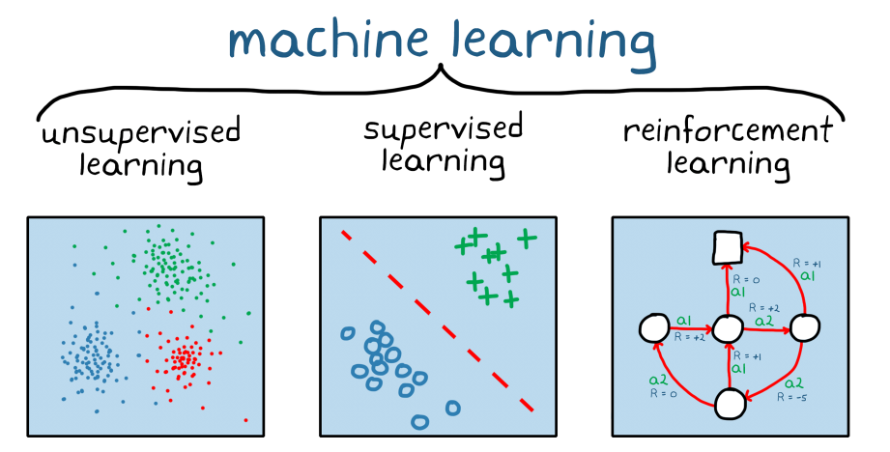 machine learning
unsupervised
learning
supervised
learning
reinforcement
learning
R = +1
a1
R = 0
a1
R = +2
a1
a2
R = +2
R = +1
a1
a2
R = 0
a2
R = -5